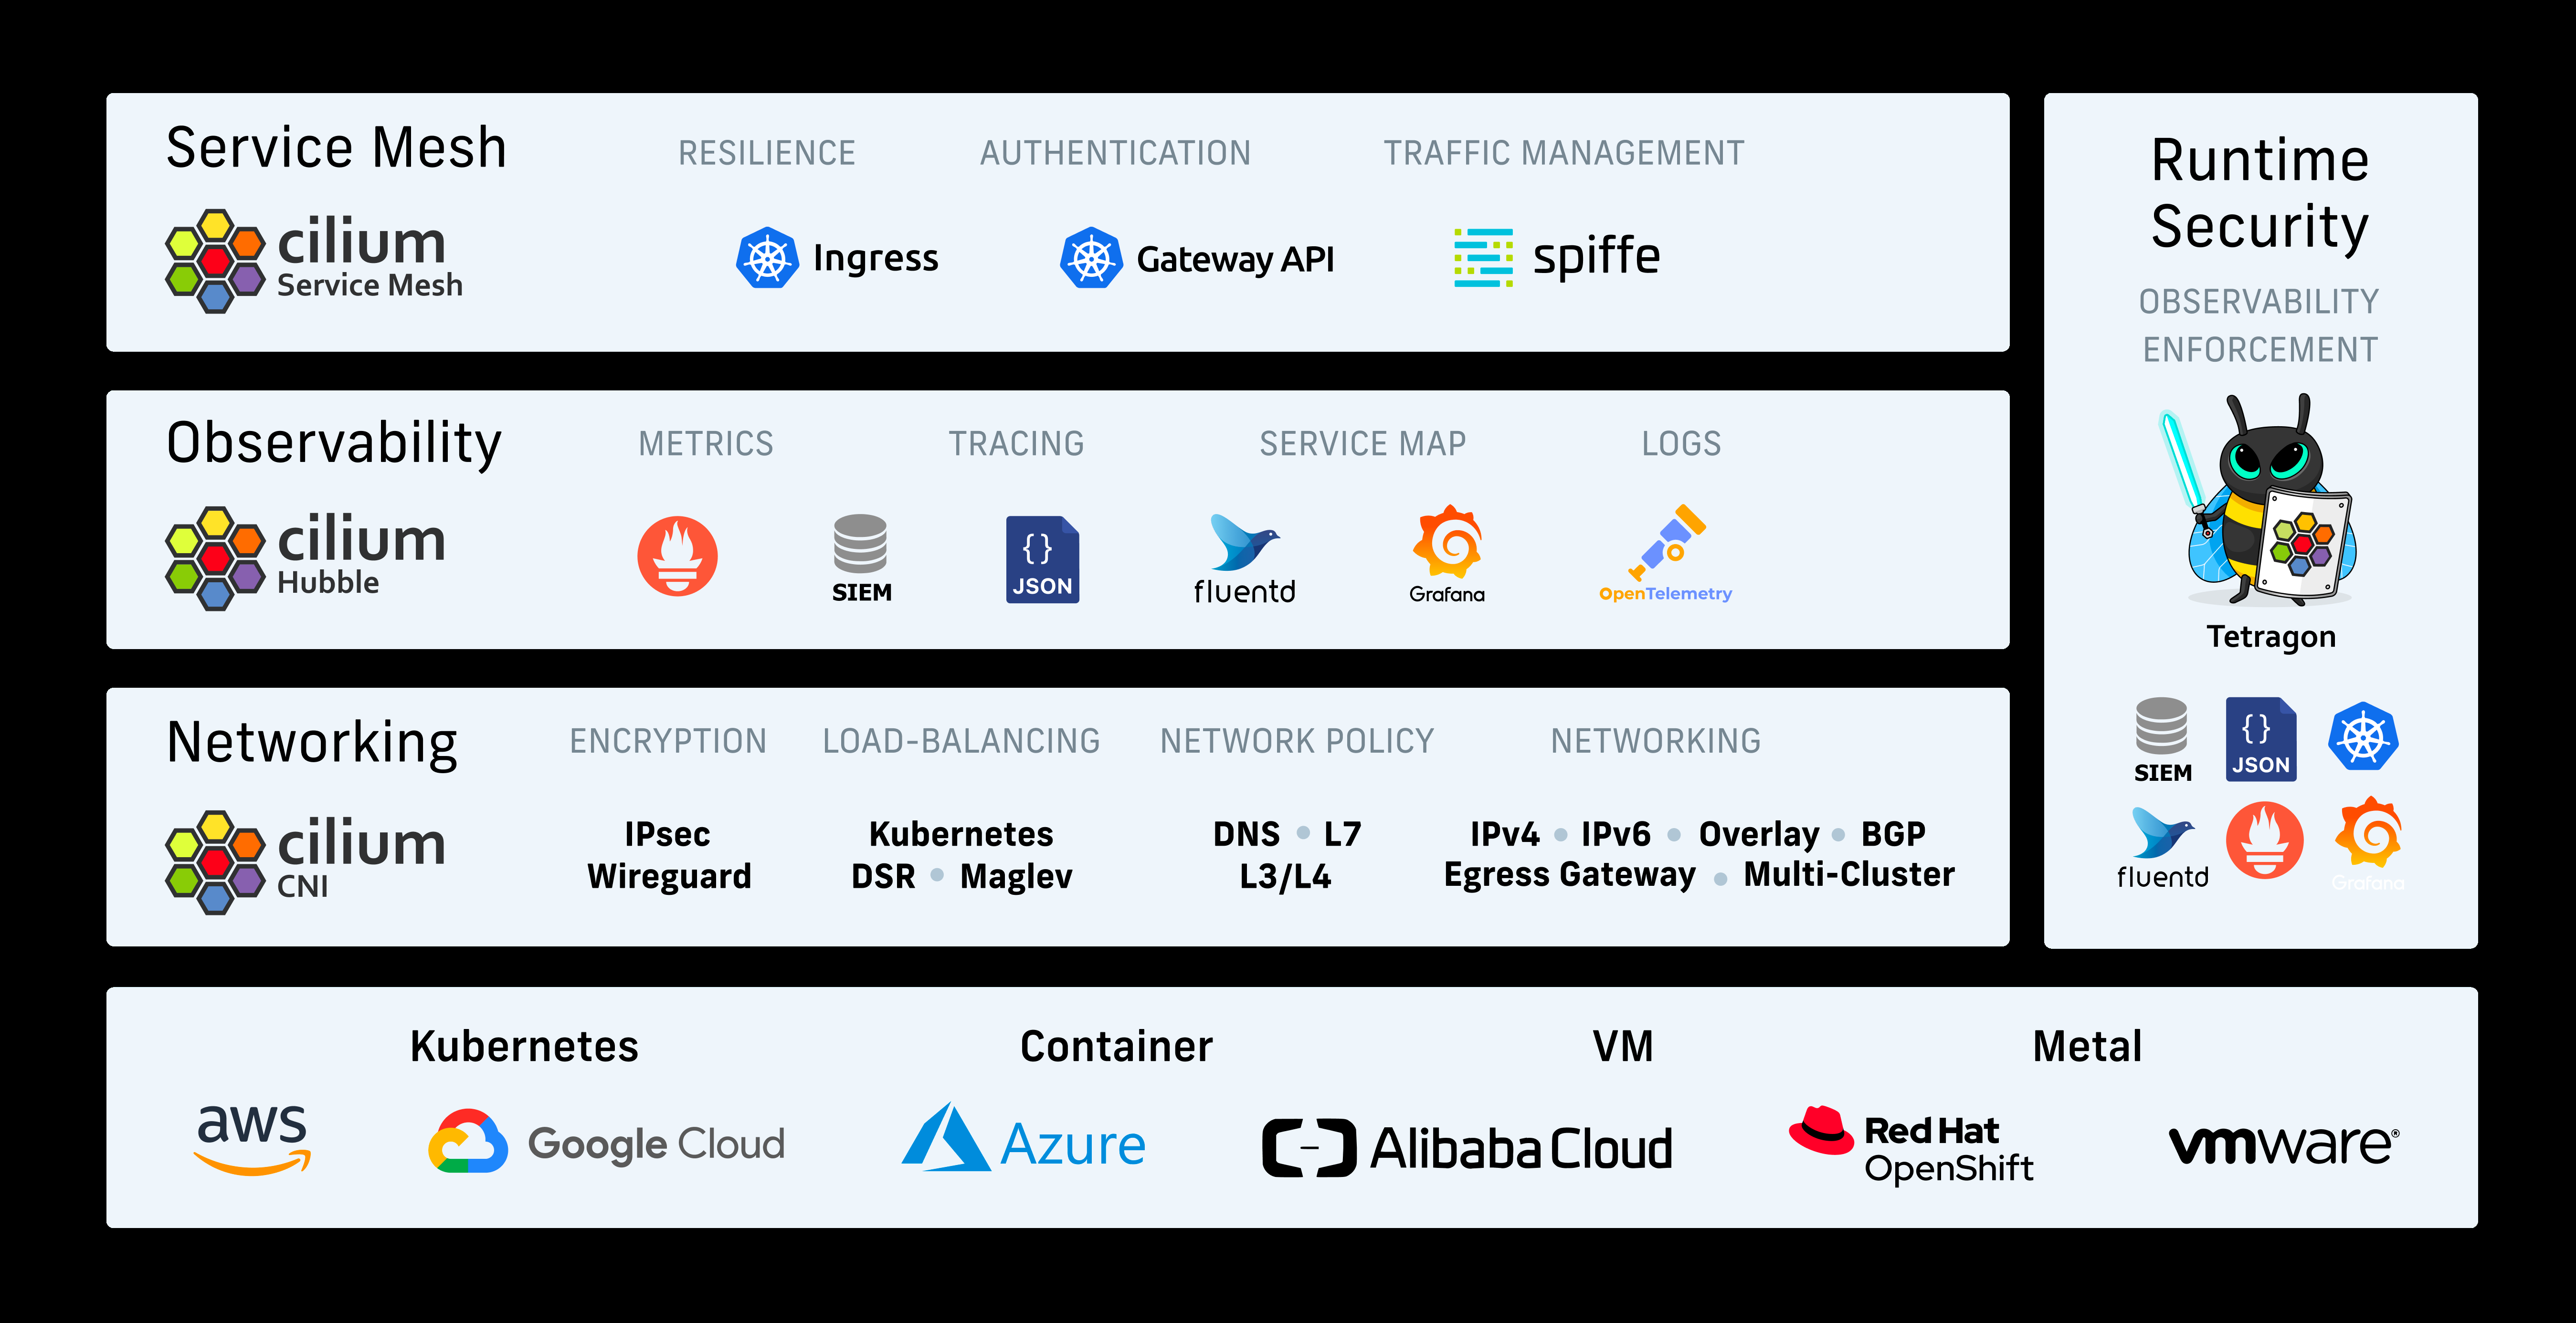 Service Mesh
RESILIENCE AUTHENTICATION TRAFFIC MANAGEMENT
cilium
Service Mesh
Ingress
Gateway API
spiffe
Observability
METRICS TRACING SERVICE MAP LOGS
cilium
Hubble
SIEM
{}
JSON
fluentd
Grafana
OpenTelemetry
Networking
ENCRYPTION LOAD-BALANCING NETWORK POLICY NETWORKING
cilium
CNI
IPsec
Wireguard
Kubernetes
DSR • Maglev
DNS • L7
L3/L4
IPv4 • IPv6 • Overlay • BGP
Egress Gateway • Multi-Cluster
Runtime
Security
OBSERVABILITY
ENFORCEMENT
Tetragon
SIEM
{}
JSON
fluentd
Grafana
Kubernetes Container VM Metal
aws
Google Cloud
Azure
Alibaba Cloud
Red Hat
OpenShift
vmware®